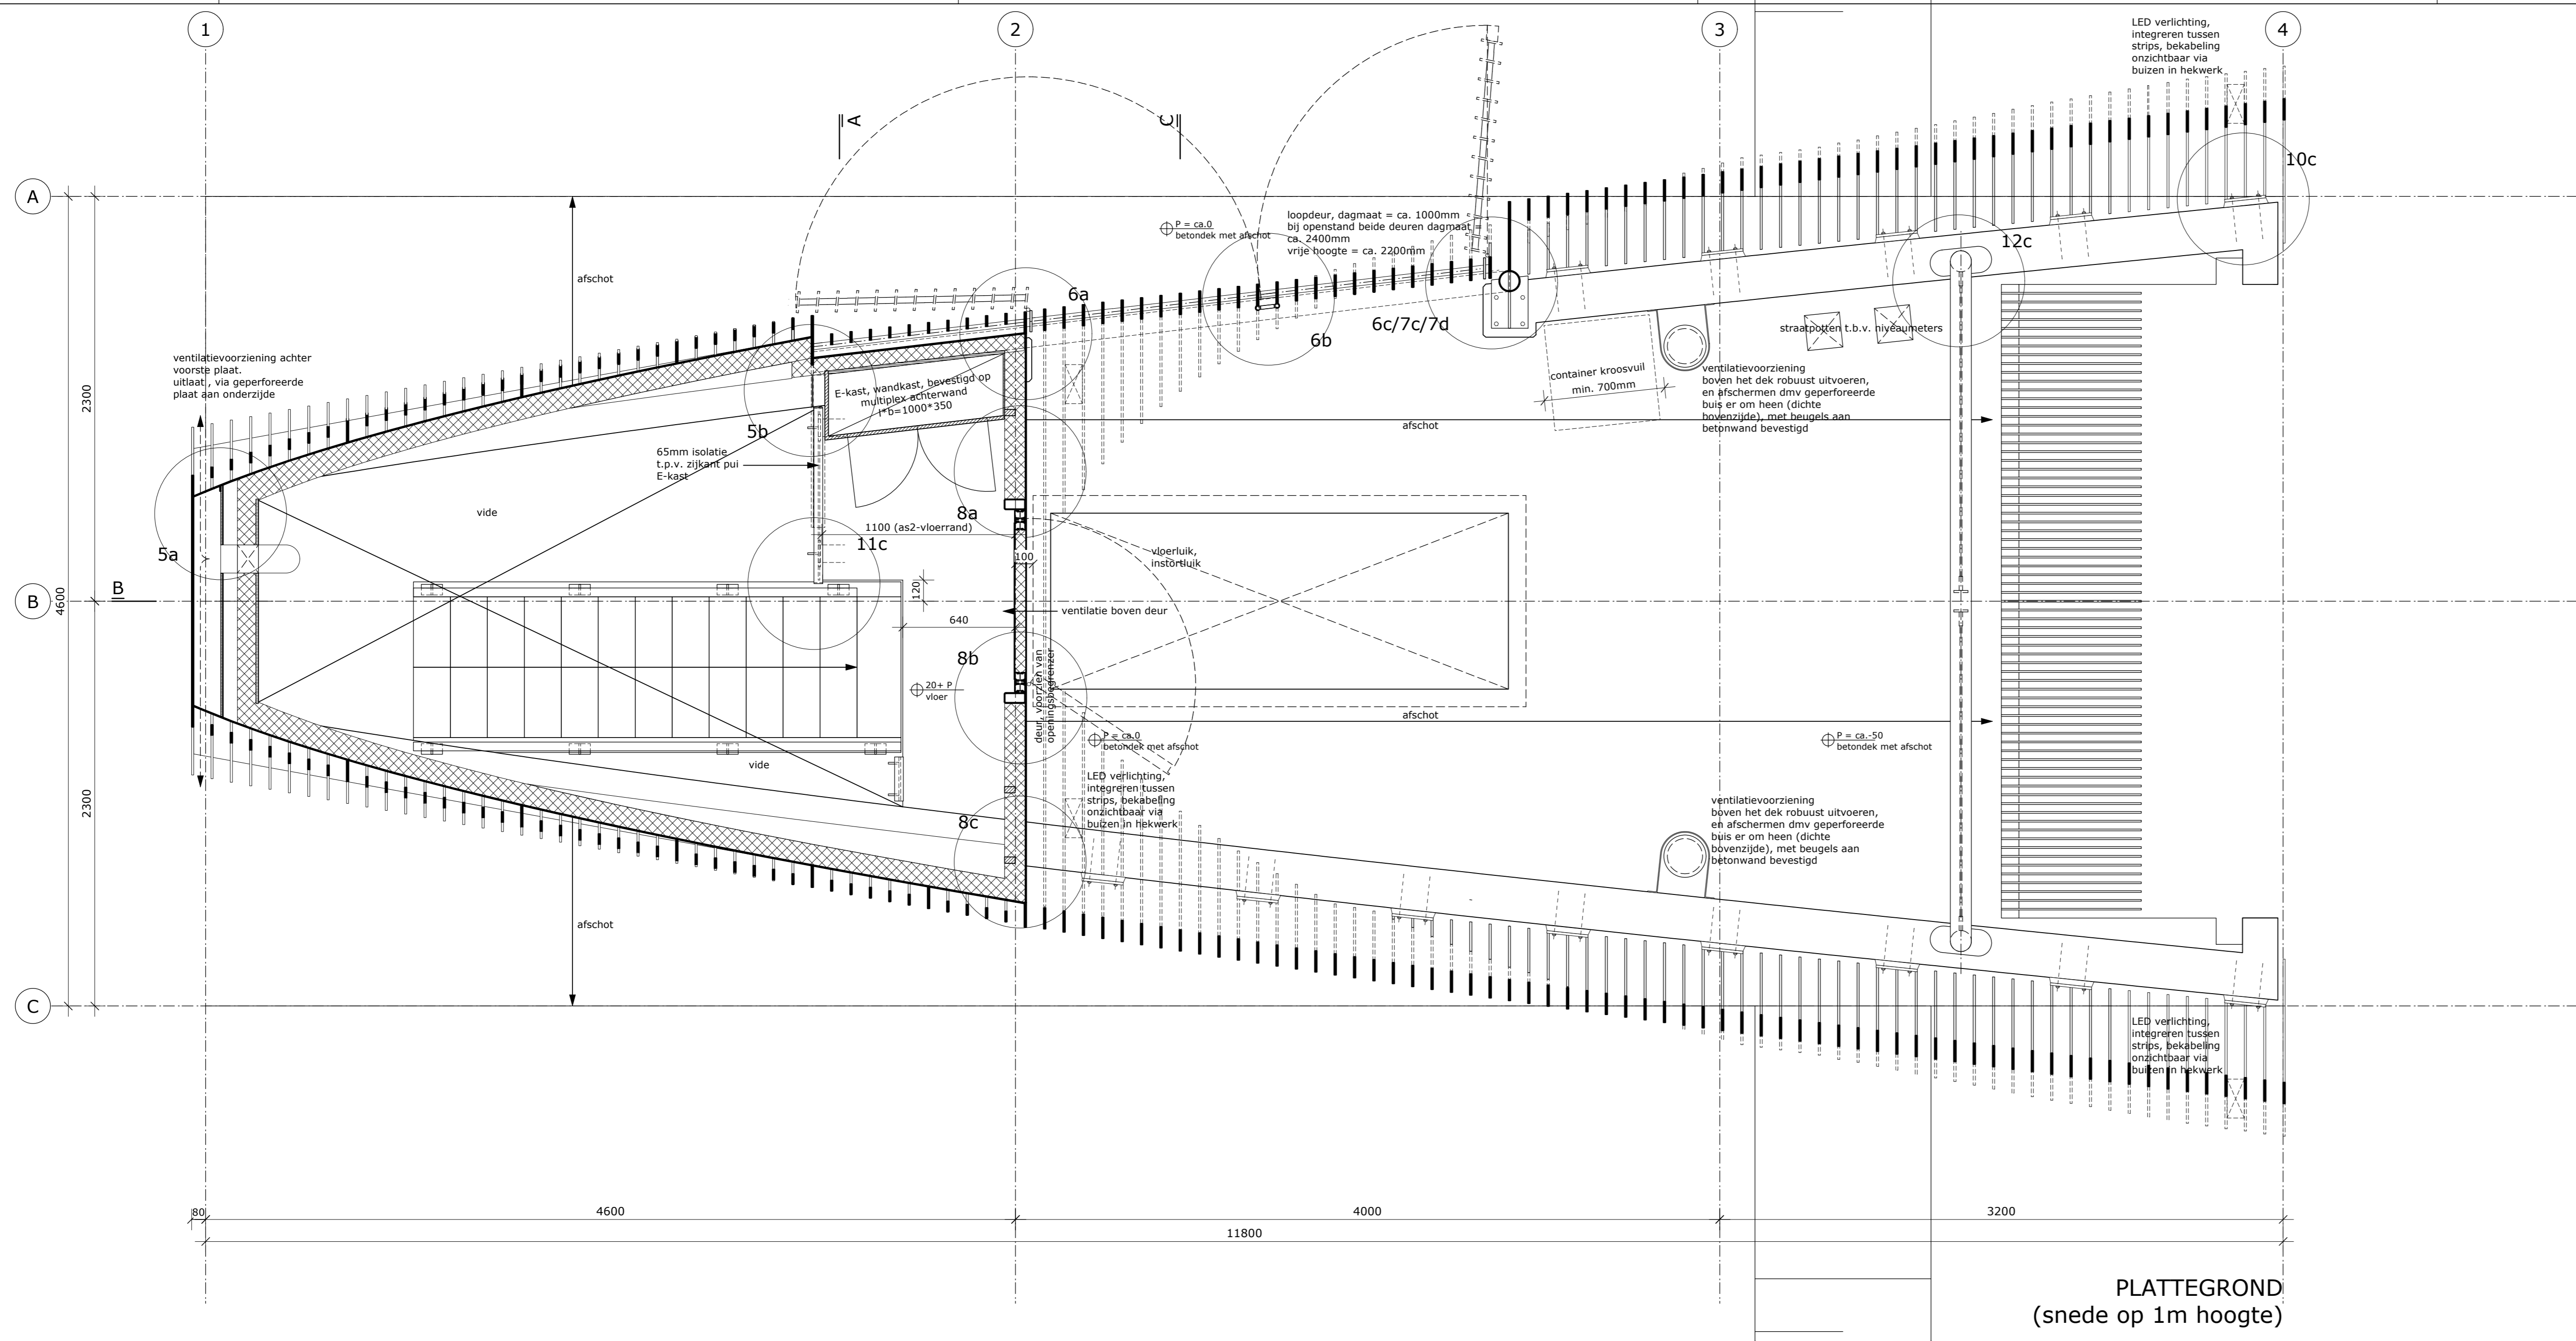 1
2
3
4
LED verlichting,
integreren tussen
strips, bekabeling
onzichtbaar via
buizen in hekwerk
A
C
10c
A
loopdeur, dagmaat = ca. 1000mm
bij openstand beide deuren dagmaat =
ca. 2400mm
vrije hoogte = ca. 2200mm
P = ca.0
betondek met afschot
12c
afschot
6a
6b
6c/7c/7d
straatpotten t.b.v. niveaumeters
ventilatievoorziening achter
voorste plaat.
uitlaat , via geperforeerde
plaat aan onderzijde
container kroosvuil
min. 700mm
ventilatievoorziening
boven het dek robuust uitvoeren,
en afschermen dmv geperforeerde
buis er om heen (dichte
bovenzijde), met beugels aan
betonwand bevestigd
E-kast, wandkast, bevestigd op
multiplex achterwand
l*b=1000*350
2300
5b
afschot
65mm isolatie
t.p.v. zijkant pui
E-kast
vide
8a
1100 (as2-vloerrand)
11c
5a
100
vloerluik,
instortluik
B
4600
B
120
ventilatie boven deur
640
8b
20+ P
vloer
deur, voorzien van
openingsbegrenzer
afschot
P = ca.0
betondek met afschot
P = ca.-50
betondek met afschot
vide
LED verlichting,
integreren tussen
strips, bekabeling
onzichtbaar via
buizen in hekwerk
2300
8c
ventilatievoorziening
boven het dek robuust uitvoeren,
en afschermen dmv geperforeerde
buis er om heen (dichte
bovenzijde), met beugels aan
betonwand bevestigd
afschot
C
LED verlichting,
integreren tussen
strips, bekabeling
onzichtbaar via
buizen in hekwerk
80
4600
4000
3200
11800
PLATTEGROND
(snede op 1m hoogte)